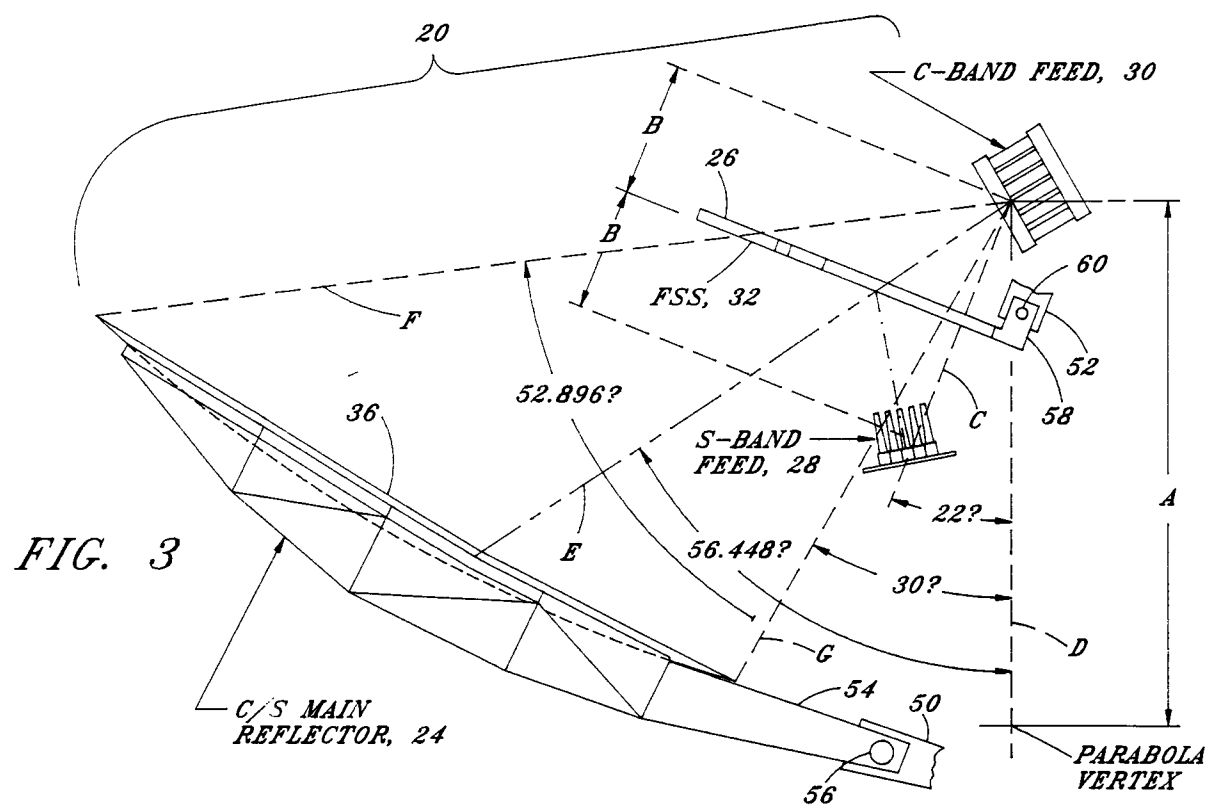 20
C-BAND FEED, 30
B
26
B
60
FSS, 32
F
52
52.896?
58
36
C
S-BAND
FEED, 28
A
22?
E
FIG. 3
56.448?
30?
G
D
54
50
C/S MAIN
REFLECTOR, 24
PARABOLA
VERTEX
56